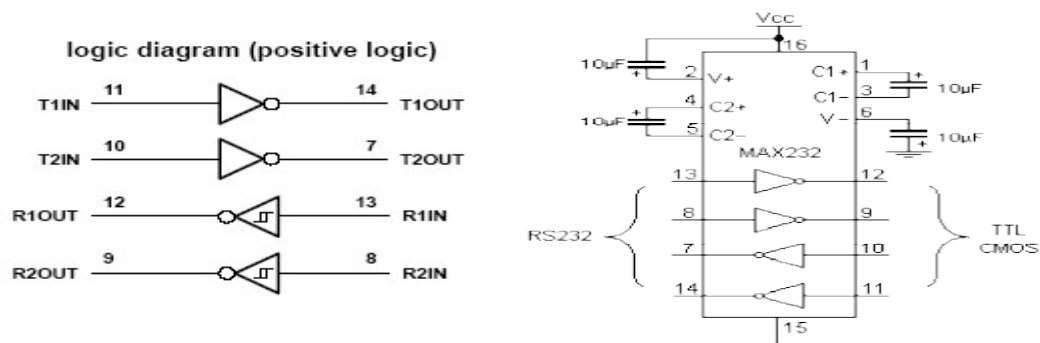 logic diagram (positive logic)
T1IN 11 14 T1OUT
T2IN 10 7 T2OUT
R1OUT 12 13 R1IN
R2OUT 9 8 R2IN
Vcc
16
10µF + 2 V+ C1+ 1 + 10µF
C1− 3
10µF + 4 C2+ V− 6
5 C2− + 10µF
MAX232
13 12
8 9
RS232 TTL
CMOS
7 10
14 11
15